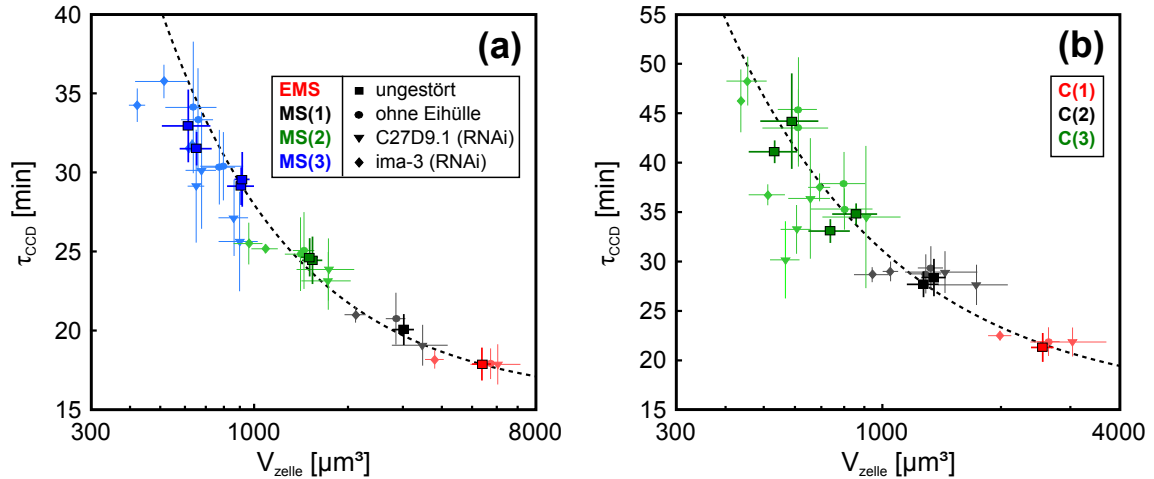 (a)
40
35
30
25
20
15
τCCD [min]
300
1000
8000
Vzelle [µm³]
EMS
MS(1)
MS(2)
MS(3)
ungestört
ohne Eihülle
C27D9.1 (RNAi)
ima-3 (RNAi)
(b)
55
50
45
40
35
30
25
20
15
τCCD [min]
300
1000
4000
Vzelle [µm³]
C(1)
C(2)
C(3)